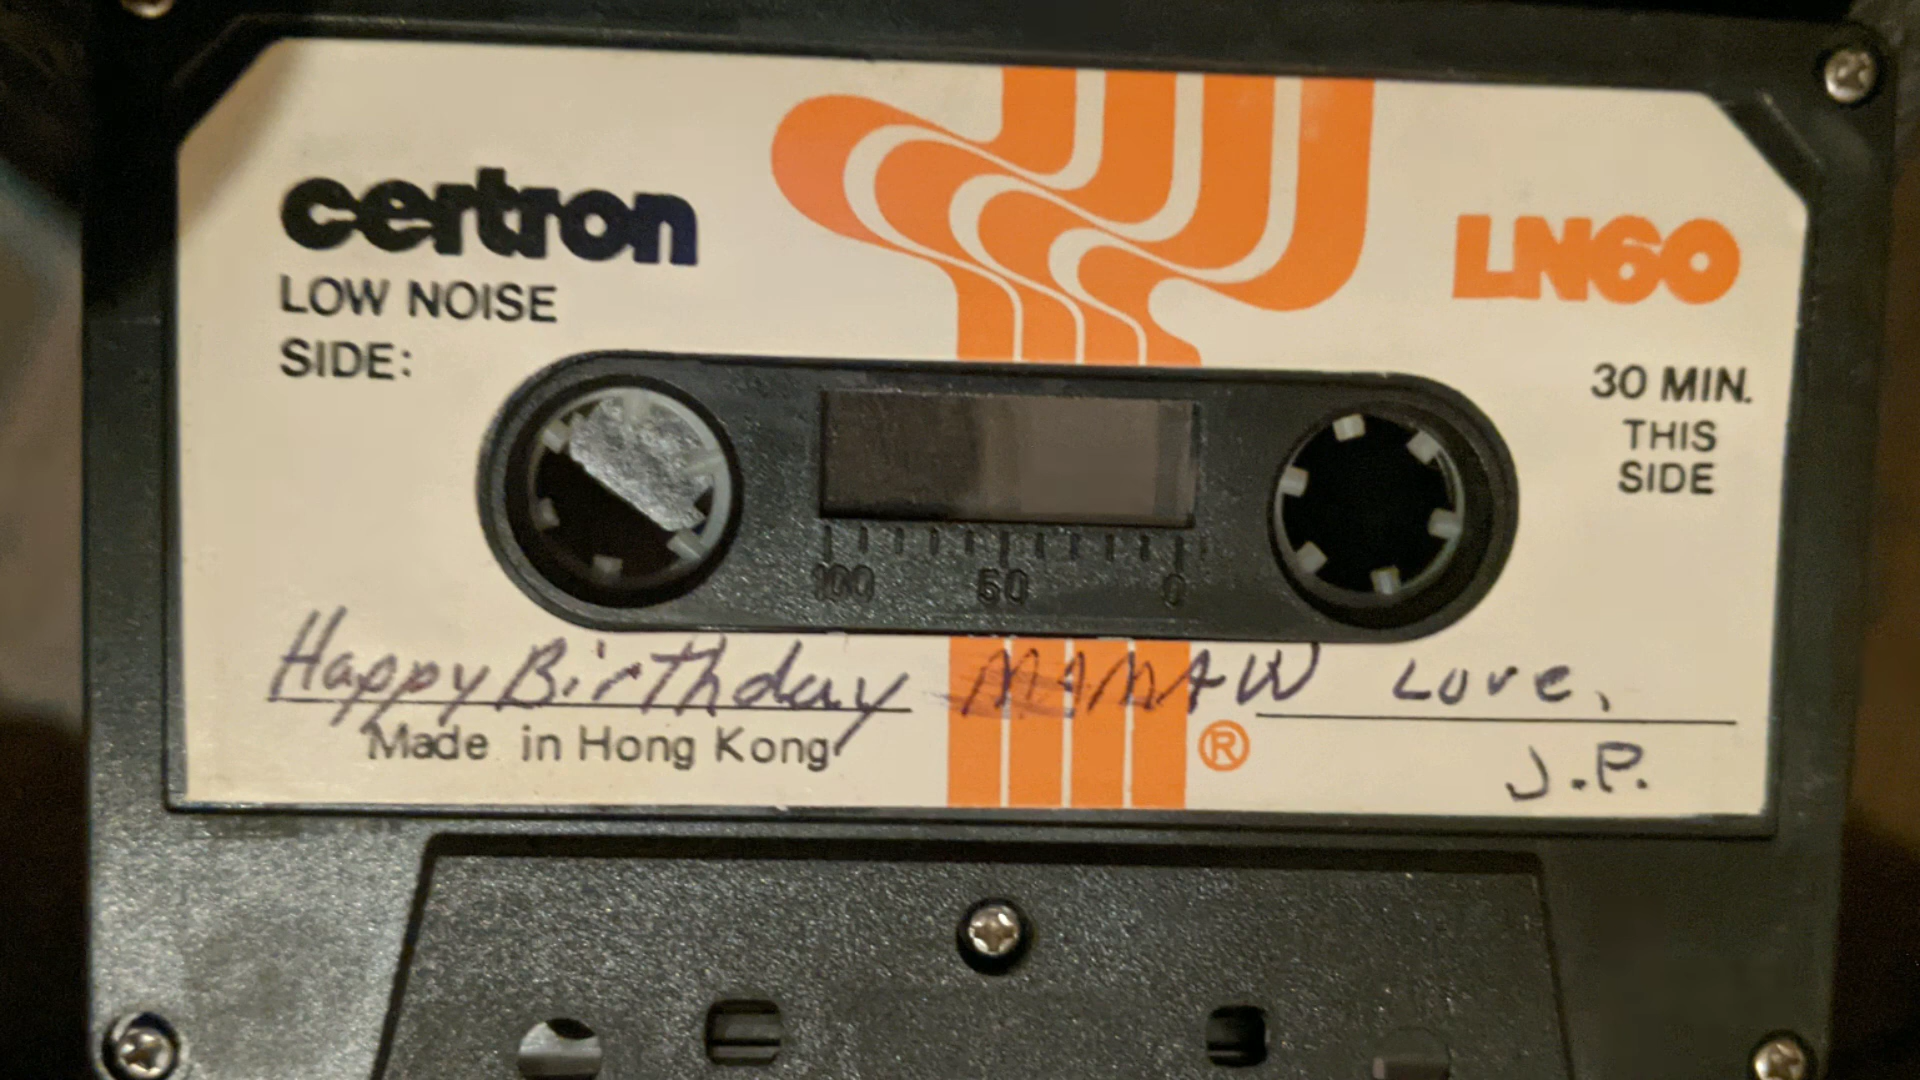 certron
LOW NOISE
SIDE:
LN60
30 MIN.
THIS
SIDE
100 50 0
Happy Birthday MAMAW Love,
J.P.
Made in Hong Kong
®